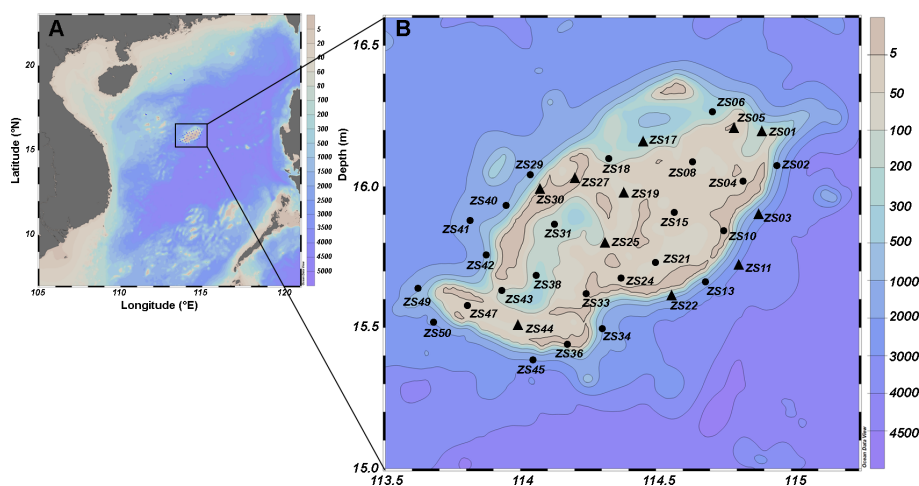 A
20
15
10
105
110
115
120
Latitude (°N)
Longitude (°E)
5
20
40
60
80
100
200
500
1000
1500
2000
2500
3000
3500
4000
4500
5000
Depth (m)
B
16.5
16.0
15.5
15.0
113.5
114
114.5
115
ZS06
ZS05
ZS01
ZS17
ZS29
ZS18
ZS08
ZS02
ZS27
ZS04
ZS40
ZS30
ZS19
ZS41
ZS31
ZS15
ZS03
ZS25
ZS10
ZS42
ZS21
ZS11
ZS38
ZS24
ZS49
ZS43
ZS33
ZS13
ZS47
ZS22
ZS50
ZS44
ZS34
ZS36
ZS45
Ocean Data View
5
50
100
200
300
500
1000
2000
3000
4000
4500